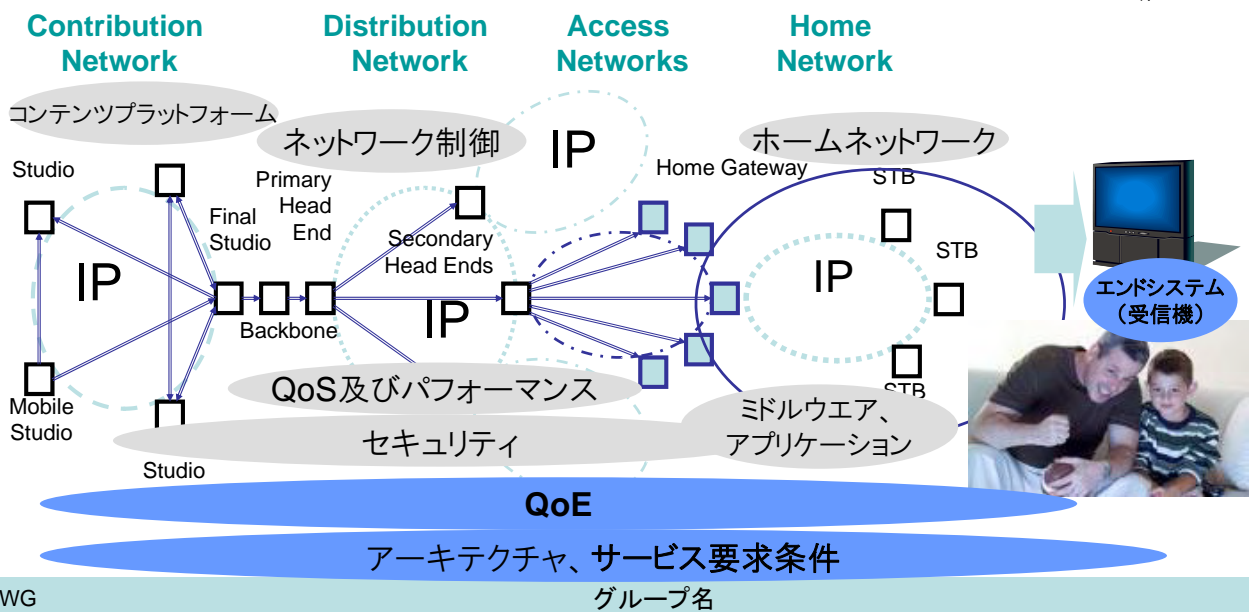 Contribution
Network
Distribution
Network
Access
Networks
Home
Network
コンテンツプラットフォーム
ネットワーク制御
IP
ホームネットワーク
Studio
Primary
Head
End
Home Gateway
STB
Final
Studio
Secondary
Head Ends
STB
IP
IP
IP
エンドシステム
(受信機)
Backbone
QoS及びパフォーマンス
STB
Mobile
Studio
ミドルウエア、
アプリケーション
セキュリティ
Studio
QoE
アーキテクチャ、サービス要求条件
WG
グループ名